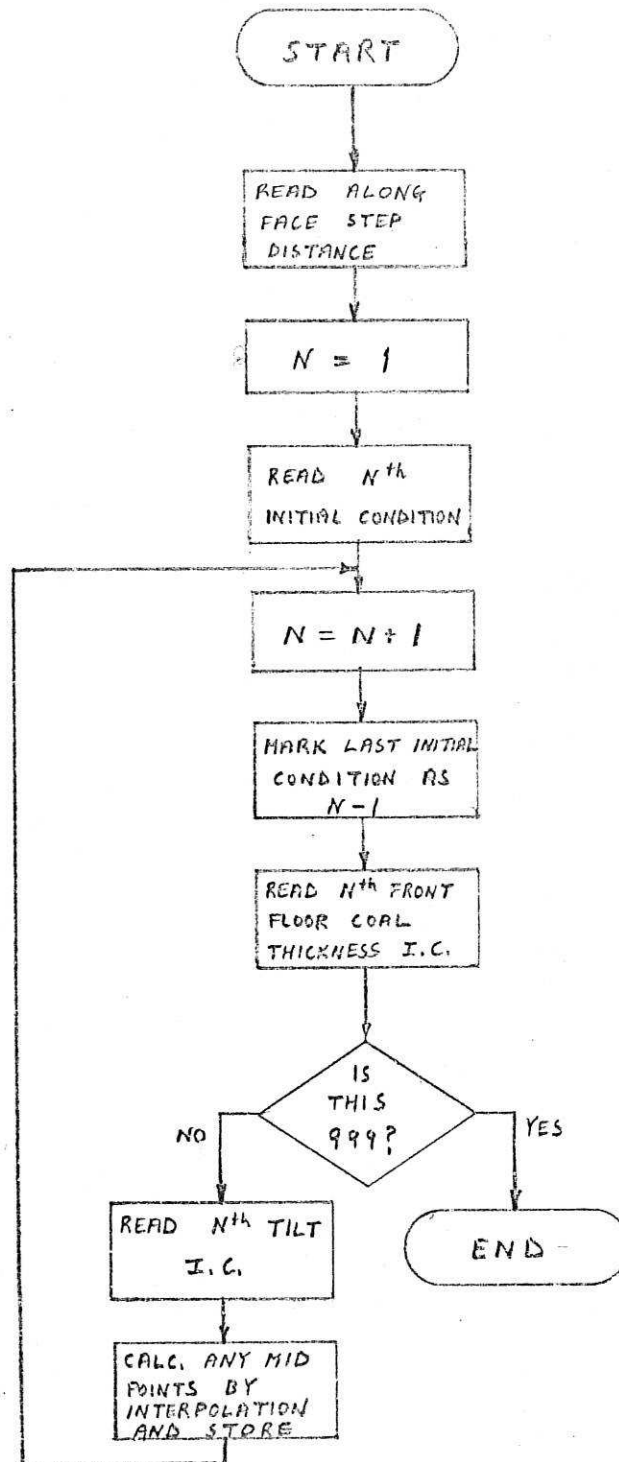 START
READ ALONG
FACE STEP
DISTANCE
N = 1
READ Nth
INITIAL CONDITION
N = N + 1
MARK LAST INITIAL
CONDITION AS
N-1
READ Nth FRONT
FLOOR COAL
THICKNESS I.C.
IS
THIS
999?
NO
YES
READ Nth TILT
I.C.
END
CALC. ANY MID
POINTS BY
INTERPOLATION
AND STORE